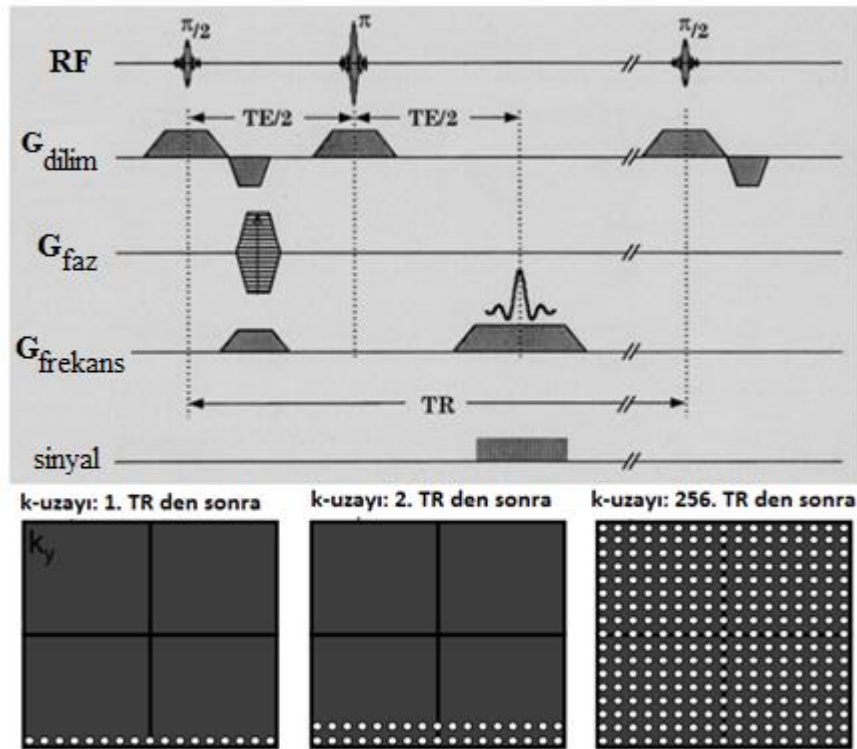 π/2 π π/2
RF
TE/2 TE/2
G dilim
G faz
G frekans
TR
sinyal
k-uzayı: 1. TR den sonra k-uzayı: 2. TR den sonra k-uzayı: 256. TR den sonra
ky